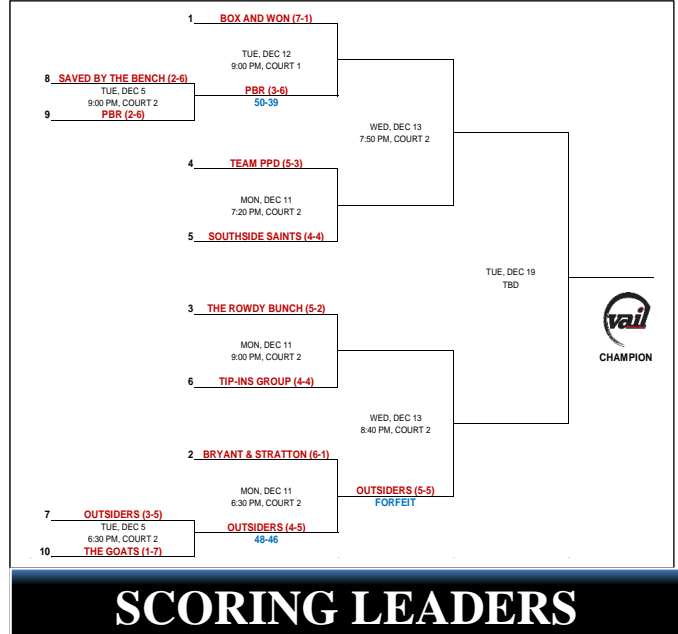 1 BOX AND WON (7-1)
TUE, DEC 12
9:00 PM, COURT 1
8 SAVED BY THE BENCH (2-6)
TUE, DEC 5
9:00 PM, COURT 2
PBR (3-6)
50-39
9 PBR (2-6)
WED, DEC 13
7:50 PM, COURT 2
4 TEAM PPD (5-3)
MON, DEC 11
7:20 PM, COURT 2
5 SOUTHSIDE SAINTS (4-4)
TUE, DEC 19
TBD
3 THE ROWDY BUNCH (5-2)
vail
MON, DEC 11
9:00 PM, COURT 2
CHAMPION
6 TIP-INS GROUP (4-4)
WED, DEC 13
8:40 PM, COURT 2
2 BRYANT & STRATTON (6-1)
MON, DEC 11
6:30 PM, COURT 2
OUTSIDERS (5-5)
FORFEIT
7 OUTSIDERS (3-5)
TUE, DEC 5
6:30 PM, COURT 2
OUTSIDERS (4-5)
48-46
10 THE GOATS (1-7)
SCORING LEADERS